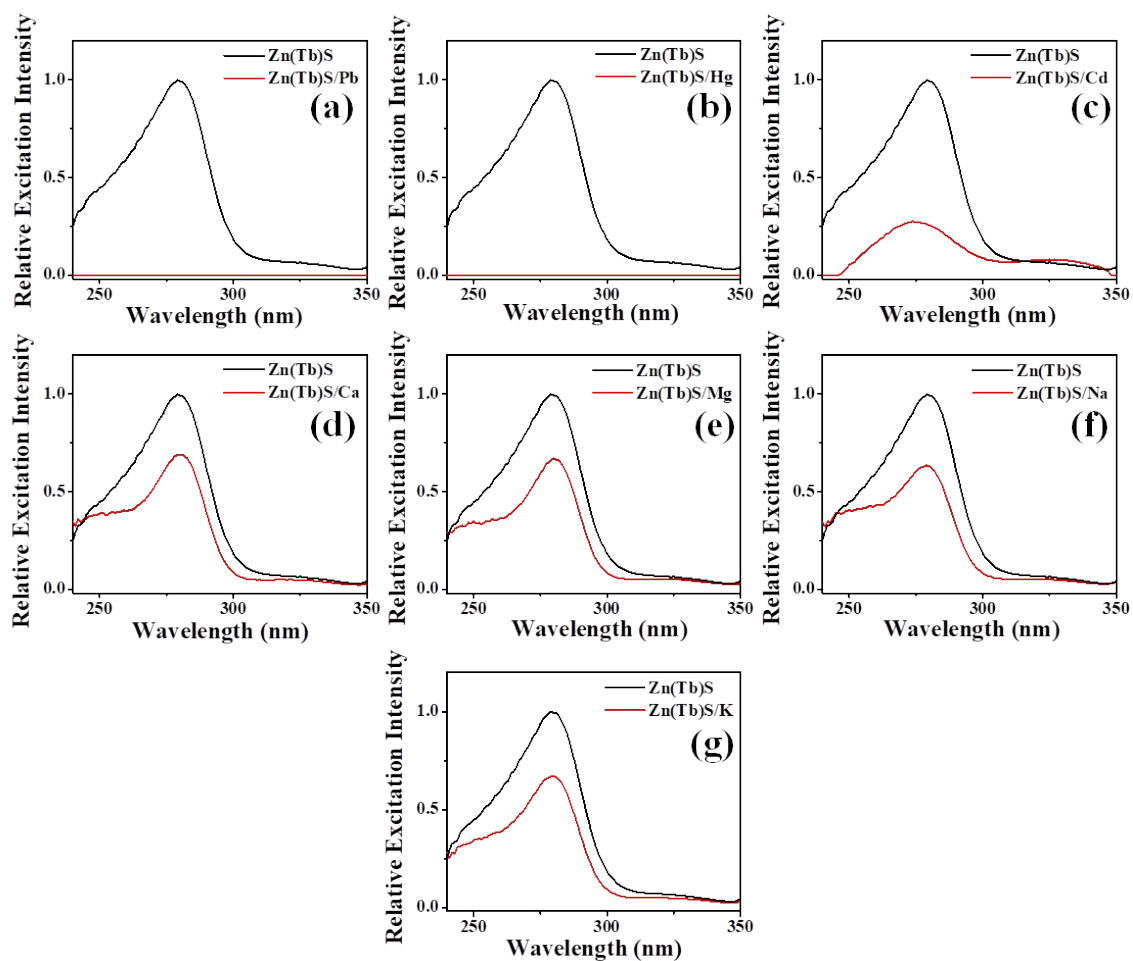 Relative Excitation Intensity
1.0
0.5
0.0
Zn(Tb)S
Zn(Tb)S/Pb
(a)
250
300
350
Wavelength (nm)
Relative Excitation Intensity
1.0
0.5
0.0
Zn(Tb)S
Zn(Tb)S/Hg
(b)
250
300
350
Wavelength (nm)
Relative Excitation Intensity
1.0
0.5
0.0
Zn(Tb)S
Zn(Tb)S/Cd
(c)
250
300
350
Wavelength (nm)
Relative Excitation Intensity
1.0
0.5
0.0
Zn(Tb)S
Zn(Tb)S/Ca
(d)
250
300
350
Wavelength (nm)
Relative Excitation Intensity
1.0
0.5
0.0
Zn(Tb)S
Zn(Tb)S/Mg
(e)
250
300
350
Wavelength (nm)
Relative Excitation Intensity
1.0
0.5
0.0
Zn(Tb)S
Zn(Tb)S/Na
(f)
250
300
350
Wavelength (nm)
Relative Excitation Intensity
1.0
0.5
0.0
Zn(Tb)S
Zn(Tb)S/K
(g)
250
300
350
Wavelength (nm)